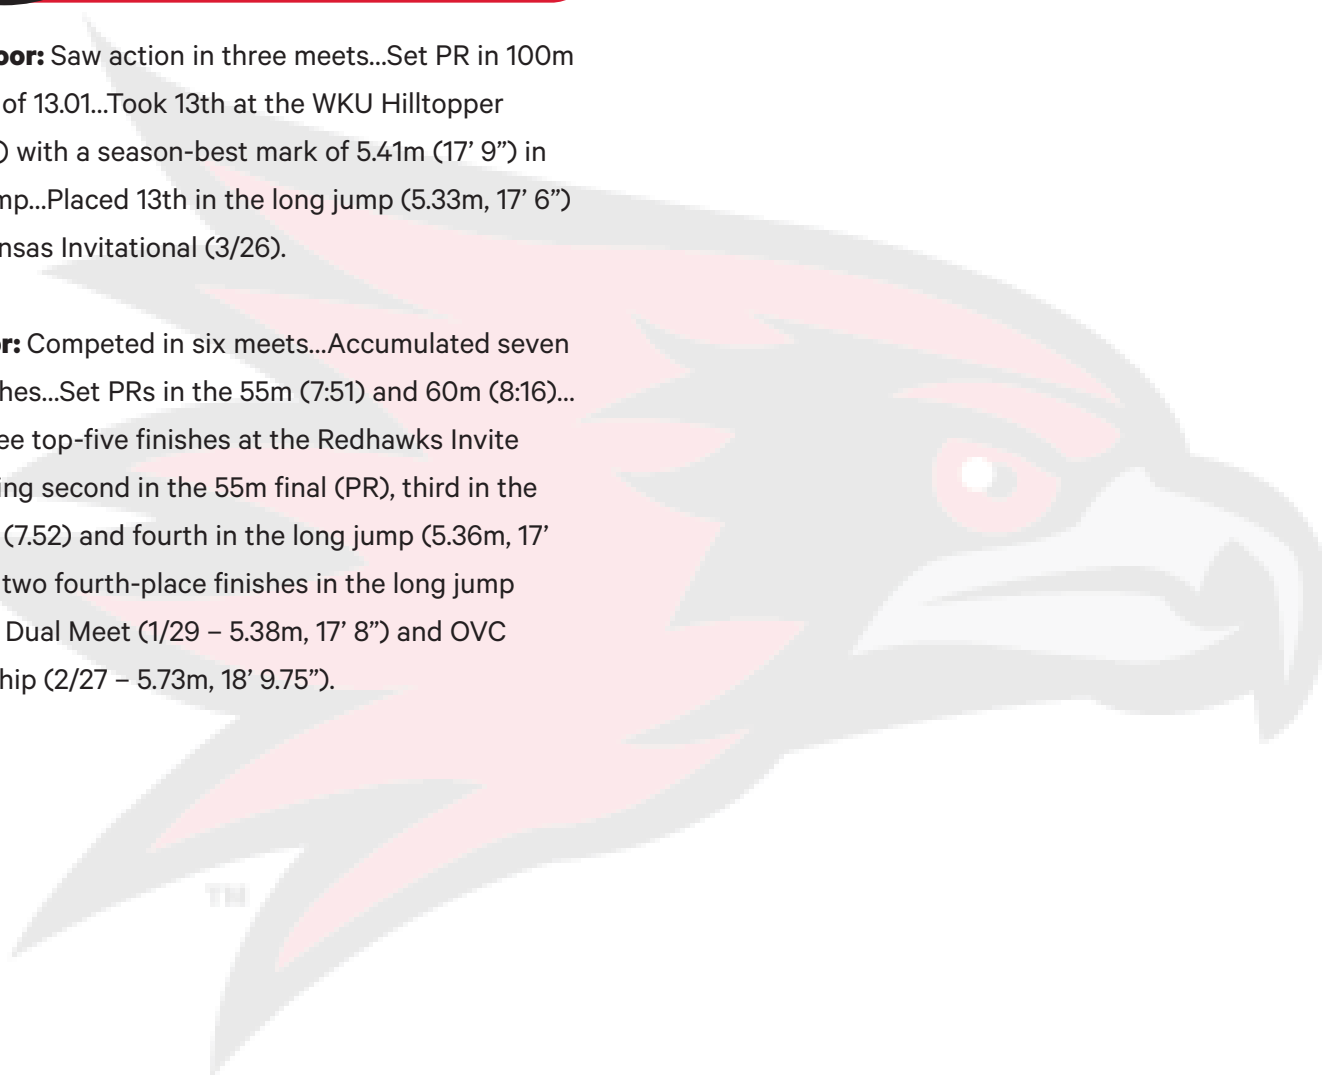 oor: Saw action in three meets...Set PR in 100m
of 13.01...Took 13th at the WKU Hilltopper
) with a season-best mark of 5.41m (17’ 9”) in
mp...Placed 13th in the long jump (5.33m, 17’ 6”)
nsas Invitational (3/26).
r: Competed in six meets...Accumulated seven
hes...Set PRs in the 55m (7:51) and 60m (8:16)...
ee top-five finishes at the Redhawks Invite
ing second in the 55m final (PR), third in the
(7.52) and fourth in the long jump (5.36m, 17’
two fourth-place finishes in the long jump
Dual Meet (1/29 – 5.38m, 17’ 8”) and OVC
hip (2/27 – 5.73m, 18’ 9.75”).
TM